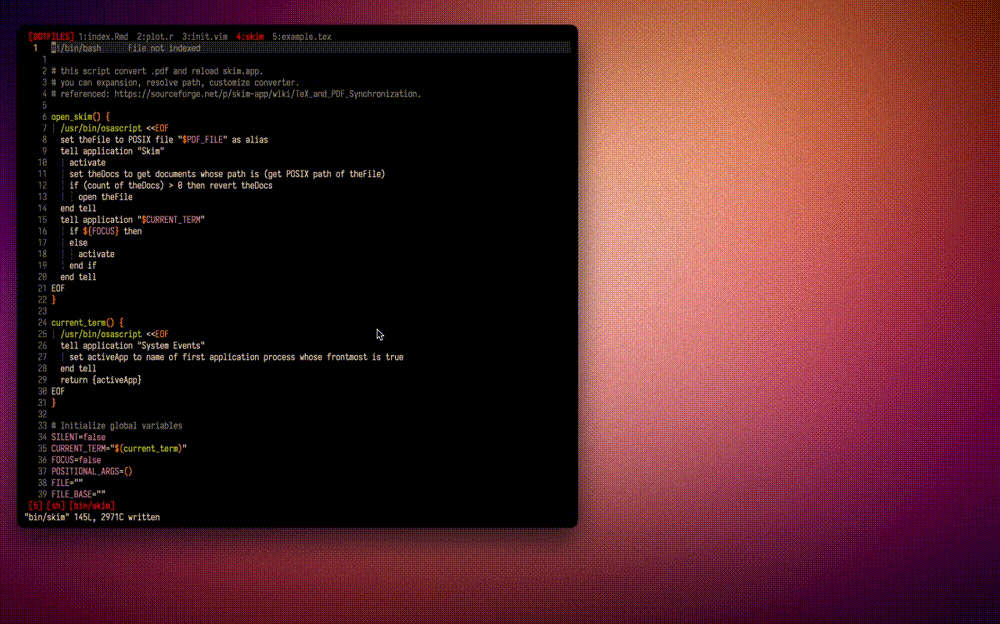 [DOTFILES] 1:index.Rmd 2:plot.r 3:init.vim 4:skim 5:example.tex
1 #!/bin/bash File not indexed
1
2 # this script convert .pdf and reload skim.app.
3 # you can expansion, resolve path, customize converter.
4 # referenced: https://sourceforge.net/p/skim-app/wiki/TeX_and_PDF_Synchronization.
5
6 open_skim() {
7 /usr/bin/osascript <<EOF
8 set theFile to POSIX file "$PDF_FILE" as alias
9 tell application "Skim"
10 activate
11 set theDocs to get documents whose path is (get POSIX path of theFile)
12 if (count of theDocs) > 0 then revert theDocs
13 open theFile
14 end tell
15 tell application "$CURRENT_TERM"
16 if ${FOCUS} then
17 else
18 activate
19 end if
20 end tell
21 EOF
22 }
23
24 current_term() {
25 /usr/bin/osascript <<EOF
26 tell application "System Events"
27 set activeApp to name of first application process whose frontmost is true
28 end tell
29 return {activeApp}
30 EOF
31 }
32
33 # Initialize global variables
34 SILENT=false
35 CURRENT_TERM="$(current_term)"
36 FOCUS=false
37 POSITIONAL_ARGS=()
38 FILE=""
39 FILE_BASE=""
[5] [sh] [bin/skim]
"bin/skim" 145L, 2971C written